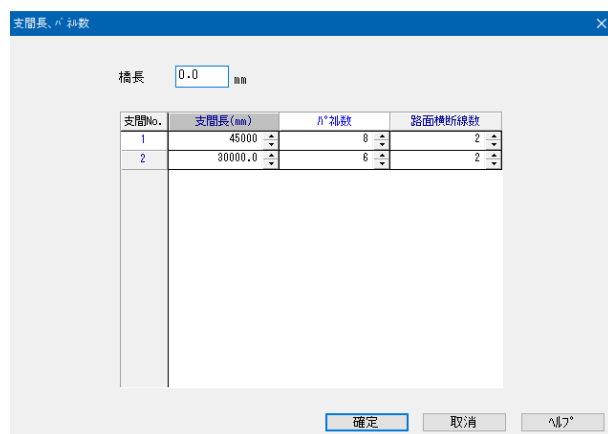 支間長、ﾊﾟﾈﾙ数
橋長 0.0 mm
支間No. 支間長(mm) ﾊﾟﾈﾙ数 路面横断線数
1 45000 8 2
2 30000.0 6 2
確定 取消 ﾍﾙﾌﾟ